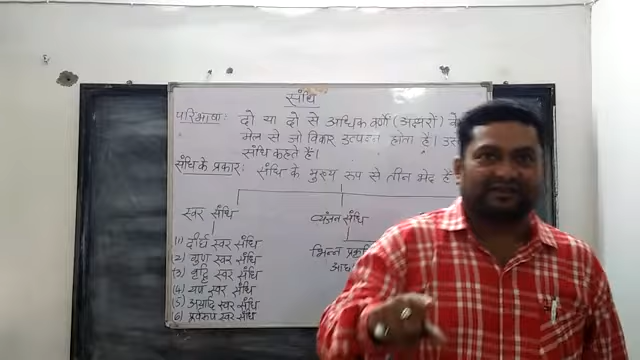 संधि
परिभाषा: दो या दो से अधिक वर्णों (अक्षरों) के
मेल से जो विकार उत्पन्न होता है। उस
संधि कहते हैं।
संधि के प्रकार: संधि के मुख्य रूप से तीन भेद है
स्वर संधि व्यंजन संधि
(1) दीर्घ स्वर संधि
(2) गुण स्वर संधि
(3) वृद्धि स्वर संधि
(4) यण स्वर संधि
(5) अयादि स्वर संधि
(6) स्वर संधि
भिन्न